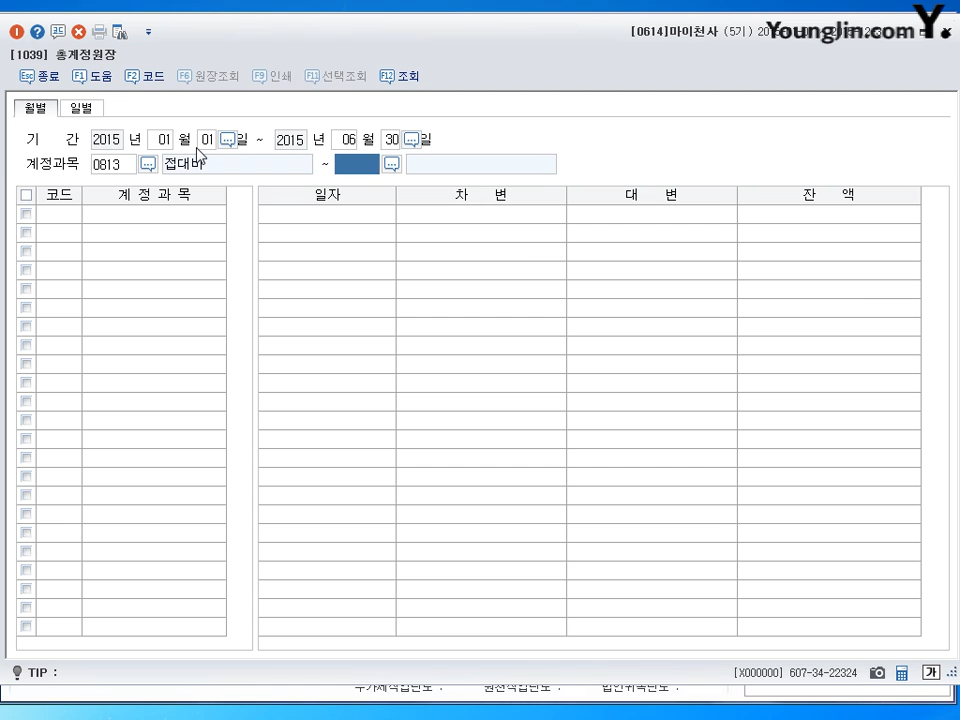 YoungJin.com Y.
[0614]마이천사 (5기) 201
[1039] 총계정원장
Esc 종료 F1 도움 F2 코드 F6 원장조회 F9 인쇄 F11 선택조회 F12 조회
월별 일별
기 간 2015 년 01 월 01 일 ~ 2015 년 06 월 30 일
계정과목 0813 접대비 ~
코드 계 정 과 목 일자 차 변 대 변 잔 액
TIP : [X000000] 607-34-22324 가